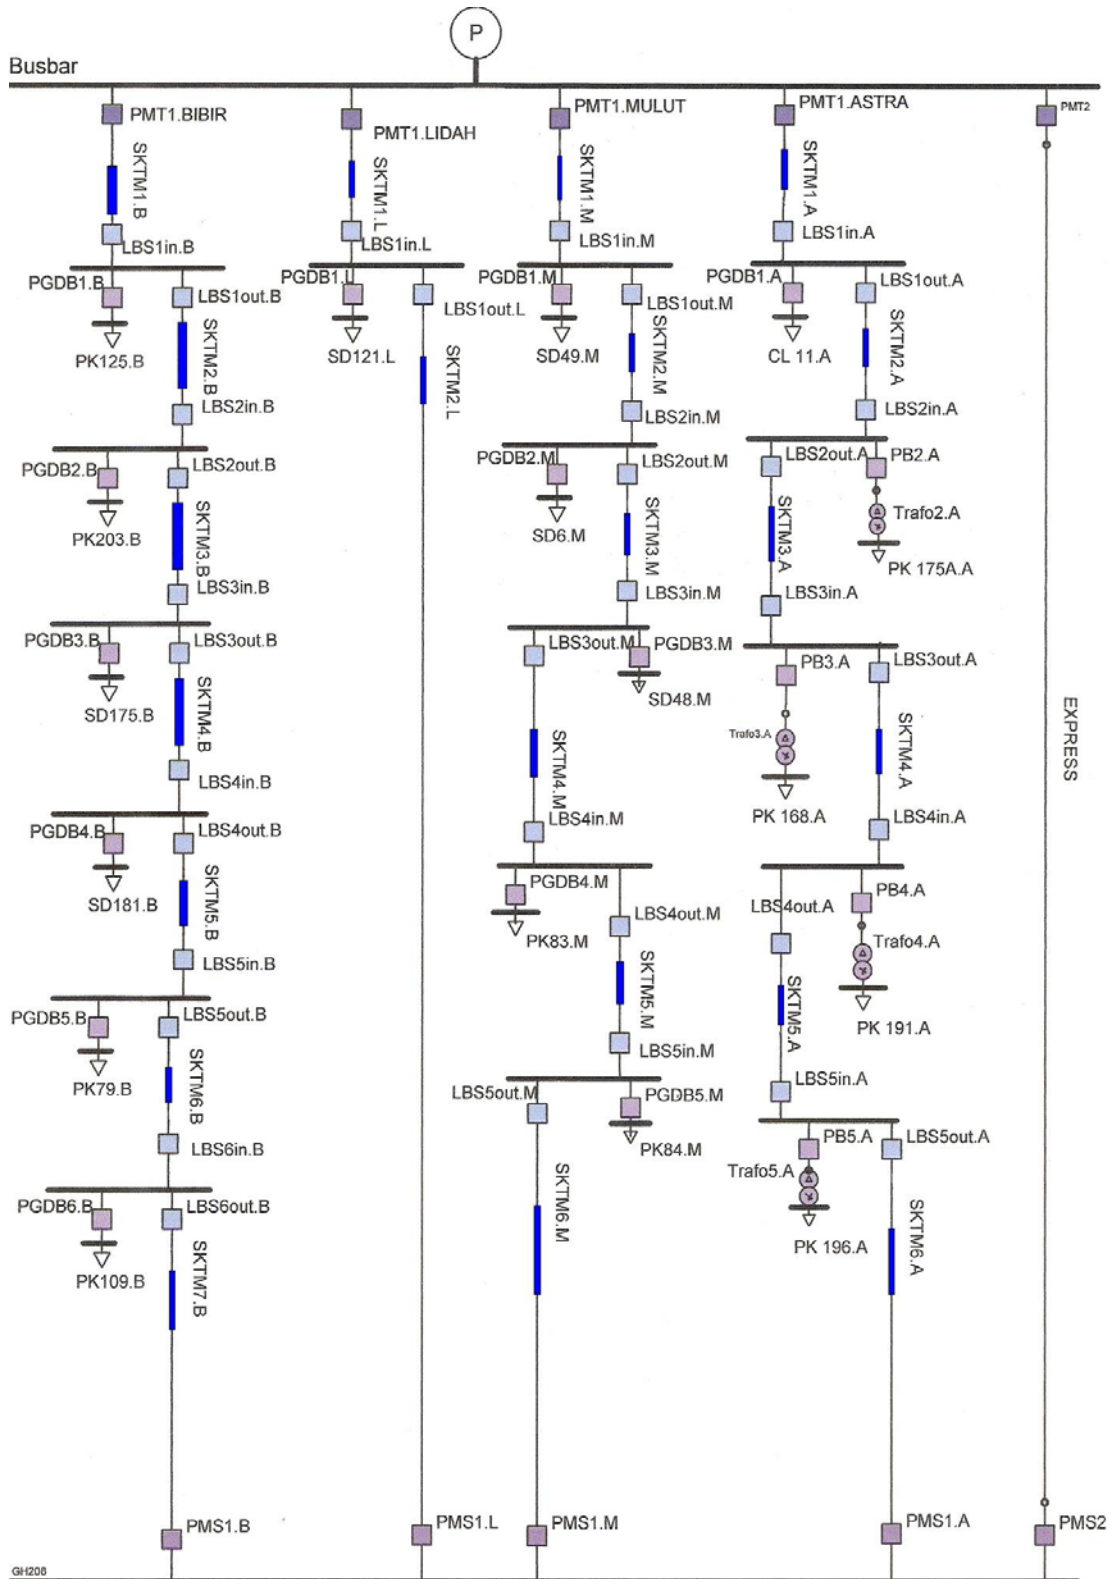 P
Busbar
PMT1.BIBIR
PMT1.LIDAH
PMT1.MULUT
PMT1.ASTRA
PMT2
SKTM1.B
SKTM1.L
SKTM1.M
SKTM1.A
LBS1in.B
LBS1in.L
LBS1in.M
LBS1in.A
PGDB1.B
LBS1out.B
PGDB1.L
LBS1out.L
PGDB1.M
LBS1out.M
PGDB1.A
LBS1out.A
PK125.B
SKTM2.B
SD121.L
SKTM2.L
SD49.M
SKTM2.M
CL 11.A
SKTM2.A
LBS2in.B
LBS2in.M
LBS2in.A
PGDB2.B
LBS2out.B
PGDB2.M
LBS2out.M
LBS2out.A
PB2.A
Trafo2.A
PK203.B
SKTM3.B
SD6.M
SKTM3.M
SKTM3.A
PK 175A.A
LBS3in.B
LBS3in.M
LBS3in.A
PGDB3.B
LBS3out.B
LBS3out.M
PGDB3.M
PB3.A
LBS3out.A
SD175.B
SKTM4.B
SD48.M
SKTM4.M
Trafo3.A
SKTM4.A
EXPRESS
LBS4in.B
PK 168.A
LBS4in.M
LBS4in.A
PGDB4.B
LBS4out.B
PGDB4.M
LBS4out.M
LBS4out.A
PB4.A
SD181.B
SKTM5.B
PK83.M
Trafo4.A
LBS5in.B
SKTM5.M
SKTM5.A
PK 191.A
PGDB5.B
LBS5out.B
LBS5in.M
LBS5in.A
PK79.B
SKTM6.B
LBS5out.M
PGDB5.M
LBS6in.B
PK84.M
PB5.A
LBS5out.A
Trafo5.A
PGDB6.B
LBS6out.B
SKTM6.M
PK 196.A
SKTM6.A
PK109.B
SKTM7.B
PMS1.B
PMS1.L
PMS1.M
PMS1.A
PMS2
GH208